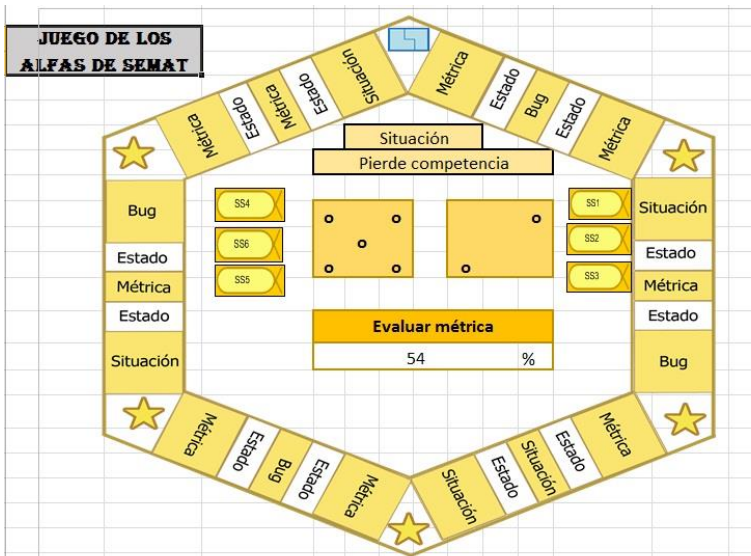 JUEGO DE LOS
ALFAS DE SEMAT
Métrica
Estado
Métrica
Estado
Situación
Métrica
Estado
Bug
Estado
Métrica
Situación
Pierde competencia
Bug
Estado
Métrica
Estado
Situación
SS4
SS6
SS5
SS1
SS2
SS3
Situación
Estado
Métrica
Estado
Bug
Evaluar métrica
54 %
Métrica
Estado
Bug
Estado
Métrica
Situación
Estado
Situación
Estado
Métrica